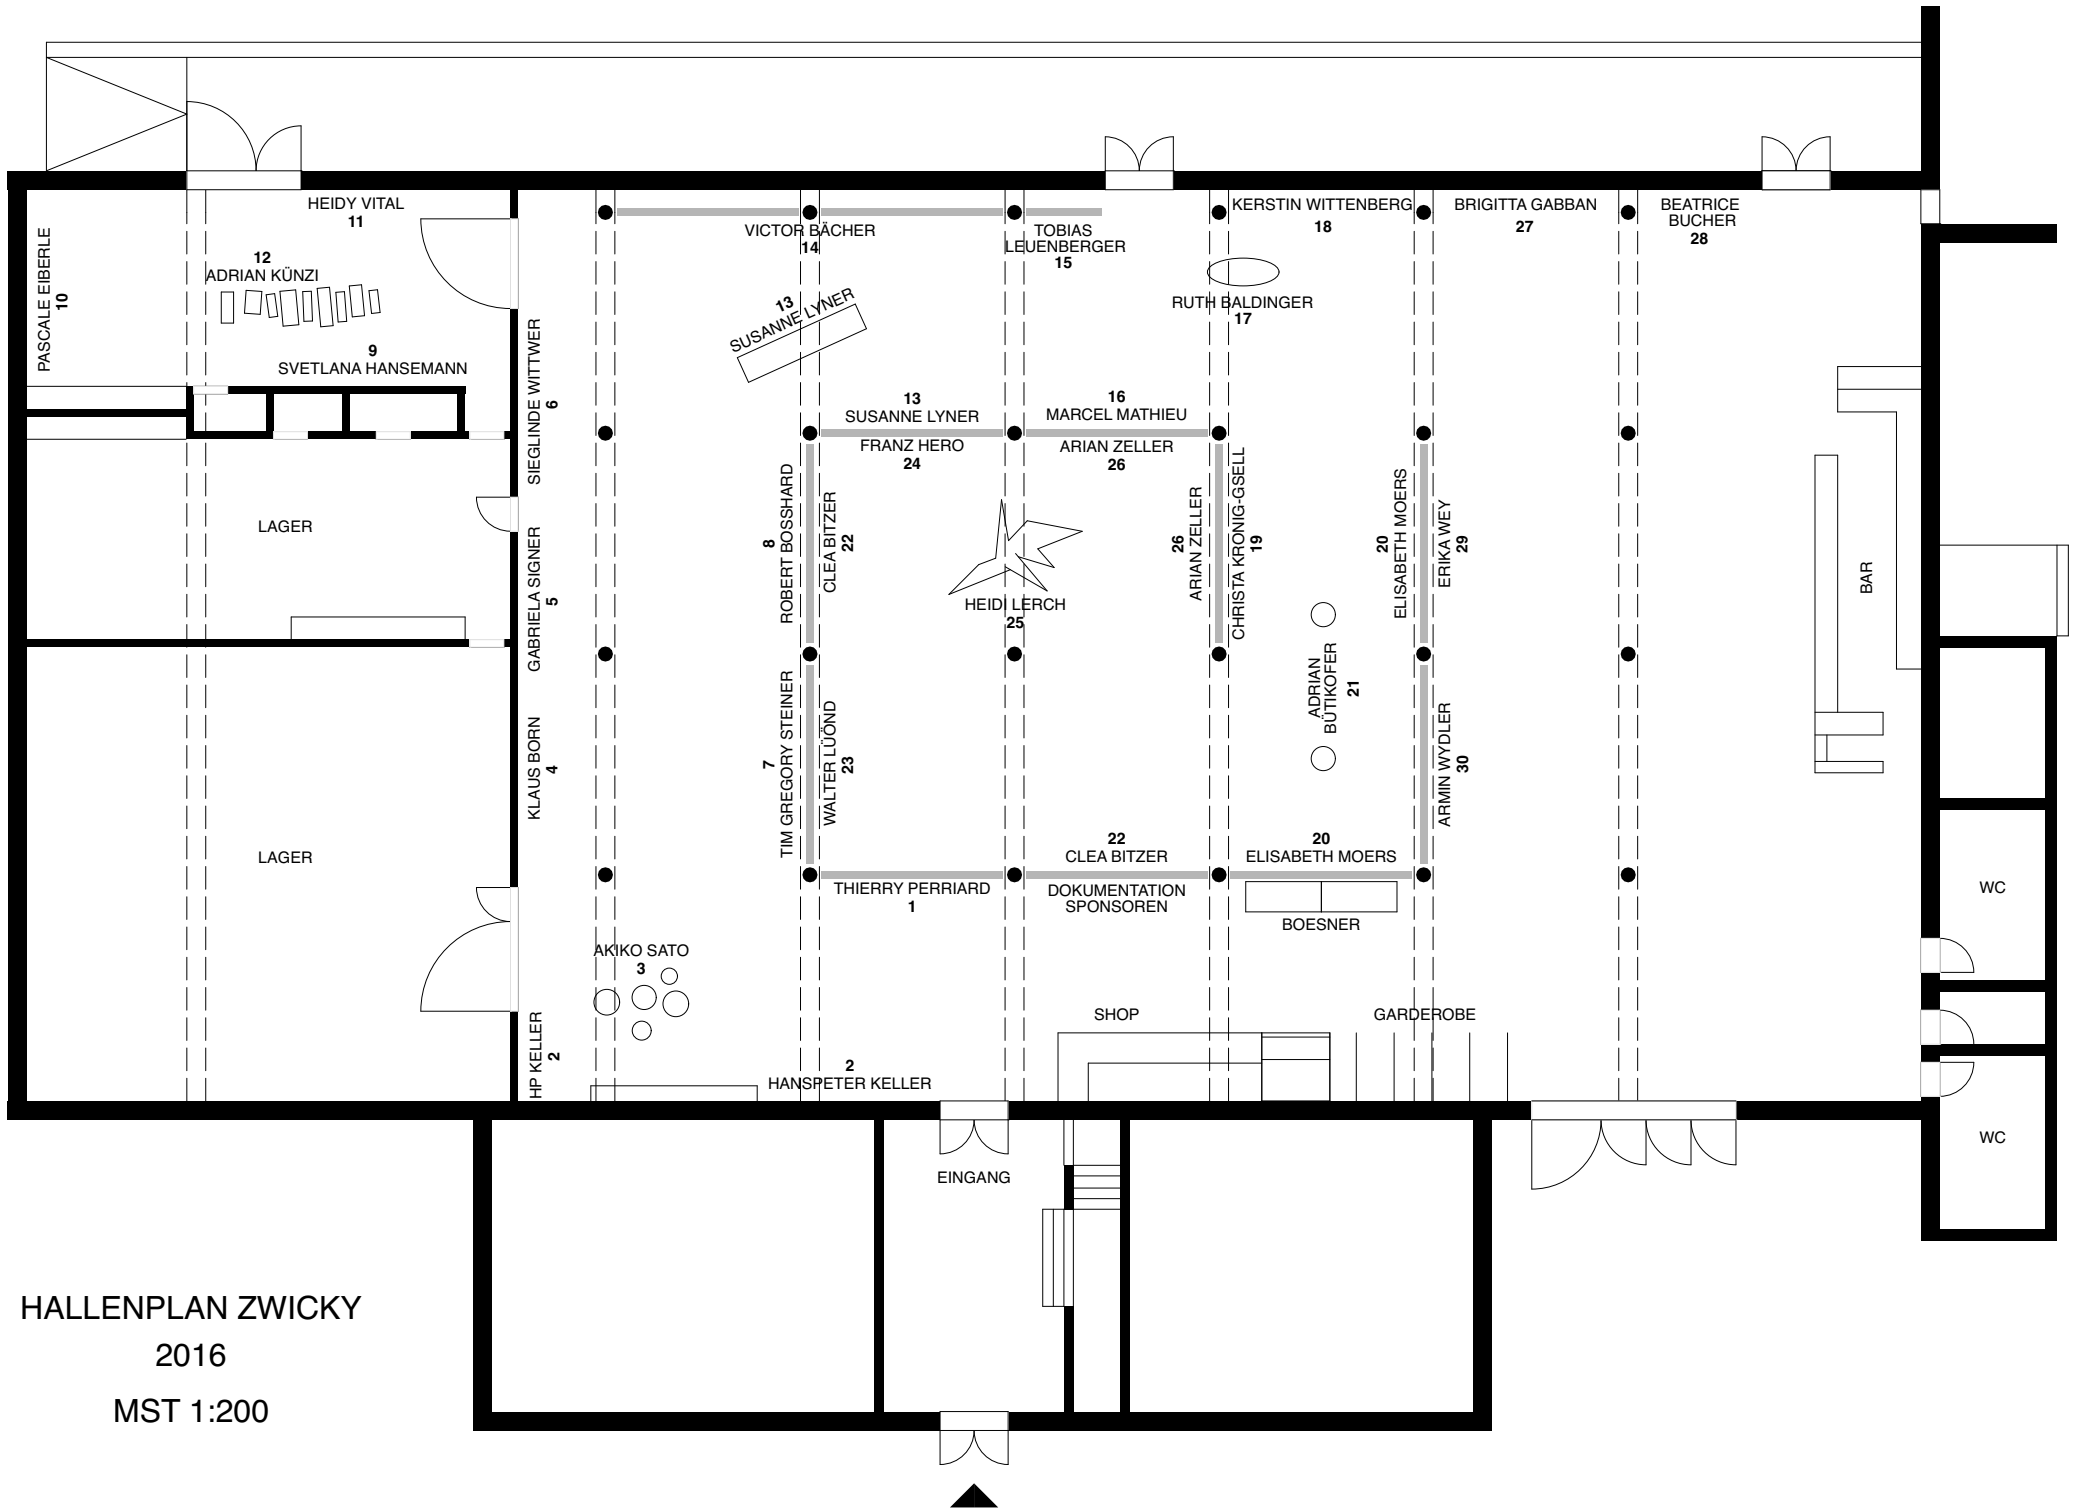 HEIDY VITAL
11
PASCALE EIBERLE
10
12
ADRIAN KÜNZI
9
SVETLANA HANSEMANN
VICTOR BÄCHER
14
TOBIAS
LEUENBERGER
15
KERSTIN WITTENBERG
18
BRIGITTA GABBAN
27
BEATRICE
BUCHER
28
RUTH BALDINGER
17
13
SUSANNE LYNER
SIEGLINDE WITTWER
6
13
SUSANNE LYNER
FRANZ HERO
24
16
MARCEL MATHIEU
ARIAN ZELLER
26
LAGER
GABRIELA SIGNER
5
8
ROBERT BOSSHARD
CLEA BITZER
22
HEIDI LERCH
25
26
ARIAN ZELLER
CHRISTA KRONIG-GSELL
19
20
ELISABETH MOERS
ERIKA WEY
29
BAR
ADRIAN
BÜTIKOFER
21
KLAUS BORN
4
7
TIM GREGORY STEINER
WALTER LÜÖND
23
ARMIN WYDLER
30
LAGER
22
CLEA BITZER
20
ELISABETH MOERS
THIERRY PERRIARD
1
DOKUMENTATION
SPONSOREN
BOESNER
WC
AKIKO SATO
3
HP KELLER
2
2
HANSPETER KELLER
SHOP
GARDEROBE
WC
EINGANG
HALLENPLAN ZWICKY
2016
MST 1:200